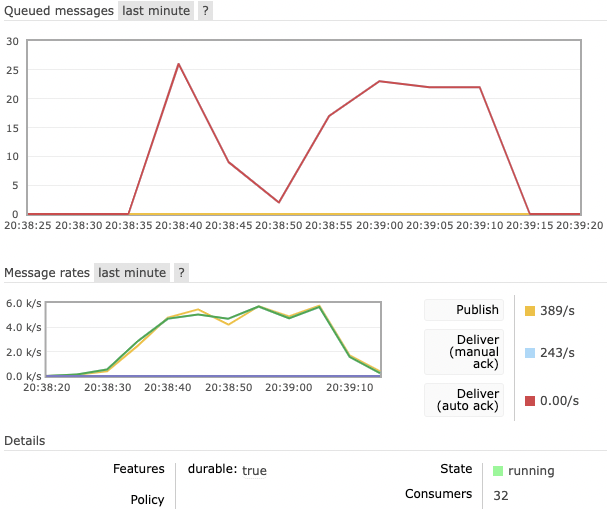 Queued messages last minute ?
30
25
20
15
10
5
0
20:38:25 20:38:30 20:38:35 20:38:40 20:38:45 20:38:50 20:38:55 20:39:00 20:39:05 20:39:10 20:39:15 20:39:20
Message rates last minute ?
6.0 k/s
4.0 k/s
2.0 k/s
0.0 k/s
20:38:20 20:38:30 20:38:40 20:38:50 20:39:00 20:39:10
Publish 389/s
Deliver
(manual
ack) 243/s
Deliver
(auto ack) 0.00/s
Details
Features durable: true
Policy
State running
Consumers 32